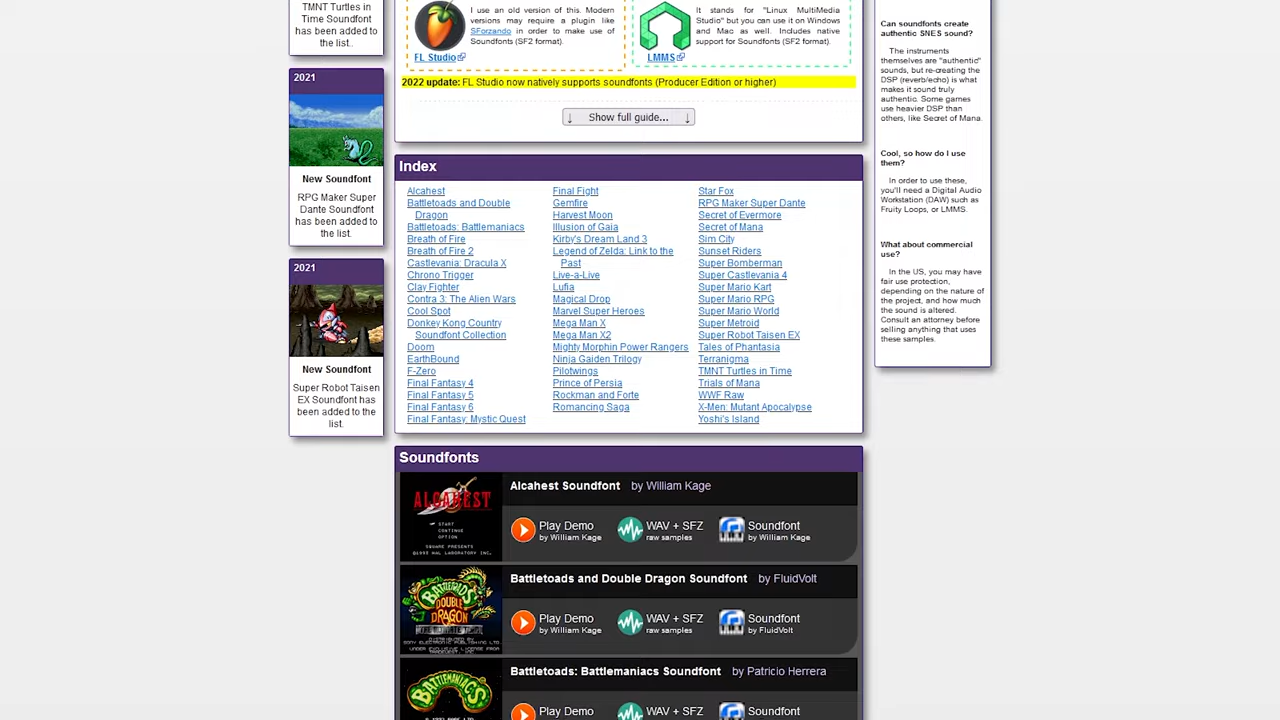 TMNT Turtles in
Time Soundfont
has been added to
the list..
2021
New Soundfont
RPG Maker Super
Dante Soundfont
has been added to
the list.
2021
New Soundfont
Super Robot Taisen
EX Soundfont has
been added to the
list.
I use an old version of this. Modern
versions may require a plugin like
SForzando in order to make use of
Soundfonts (SF2 format).
FL Studio
It stands for "Linux MultiMedia
Studio" but you can use it on Windows
and Mac as well. Includes native
support for Soundfonts (SF2 format).
LMMS
2022 update: FL Studio now natively supports soundfonts (Producer Edition or higher)
↓ Show full guide... ↓
Index
Alcahest
Battletoads and Double
Dragon
Battletoads: Battlemaniacs
Breath of Fire
Breath of Fire 2
Castlevania: Dracula X
Chrono Trigger
Clay Fighter
Contra 3: The Alien Wars
Cool Spot
Donkey Kong Country
Soundfont Collection
Doom
EarthBound
F-Zero
Final Fantasy 4
Final Fantasy 5
Final Fantasy 6
Final Fantasy: Mystic Quest
Final Fight
Gemfire
Harvest Moon
Illusion of Gaia
Kirby's Dream Land 3
Legend of Zelda: Link to the
Past
Live-a-Live
Lufia
Magical Drop
Marvel Super Heroes
Mega Man X
Mega Man X2
Mighty Morphin Power Rangers
Ninja Gaiden Trilogy
Pilotwings
Prince of Persia
Rockman and Forte
Romancing Saga
Star Fox
RPG Maker Super Dante
Secret of Evermore
Secret of Mana
Sim City
Sunset Riders
Super Bomberman
Super Castlevania 4
Super Mario Kart
Super Mario RPG
Super Mario World
Super Metroid
Super Robot Taisen EX
Tales of Phantasia
Terranigma
TMNT Turtles in Time
Trials of Mana
WWF Raw
X-Men: Mutant Apocalypse
Yoshi's Island
Soundfonts
ALCAHEST
START
CONTINUE
OPTION
SQUARE PRESENTS
©1993 HAL LABORATORY INC.
Alcahest Soundfont by William Kage
Play Demo
by William Kage
WAV + SFZ
raw samples
Soundfont
by William Kage
BATTLETOADS
DOUBLE
DRAGON
Battletoads and Double Dragon Soundfont by FluidVolt
Play Demo
by William Kage
WAV + SFZ
raw samples
Soundfont
by FluidVolt
BATTLEMANIACS
Battletoads: Battlemaniacs Soundfont by Patricio Herrera
Play Demo
WAV + SFZ
Soundfont
Can soundfonts create
authentic SNES sound?
The instruments
themselves are "authentic"
sounds, but re-creating the
DSP (reverb/echo) is what
makes it sound truly
authentic. Some games
use heavier DSP than
others, like Secret of Mana.
Cool, so how do I use
them?
In order to use these,
you'll need a Digital Audio
Workstation (DAW) such as
Fruity Loops, or LMMS.
What about commercial
use?
In the US, you may have
fair use protection,
depending on the nature of
the project, and how much
the sound is altered.
Consult an attorney before
selling anything that uses
these samples.